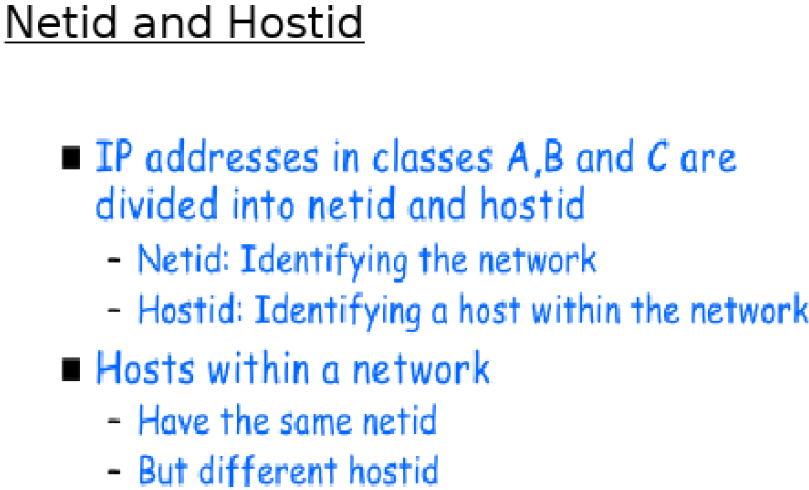 Netid and Hostid
■ IP addresses in classes A,B and C are
divided into netid and hostid
- Netid: Identifying the network
- Hostid: Identifying a host within the network
■ Hosts within a network
- Have the same netid
- But different hostid